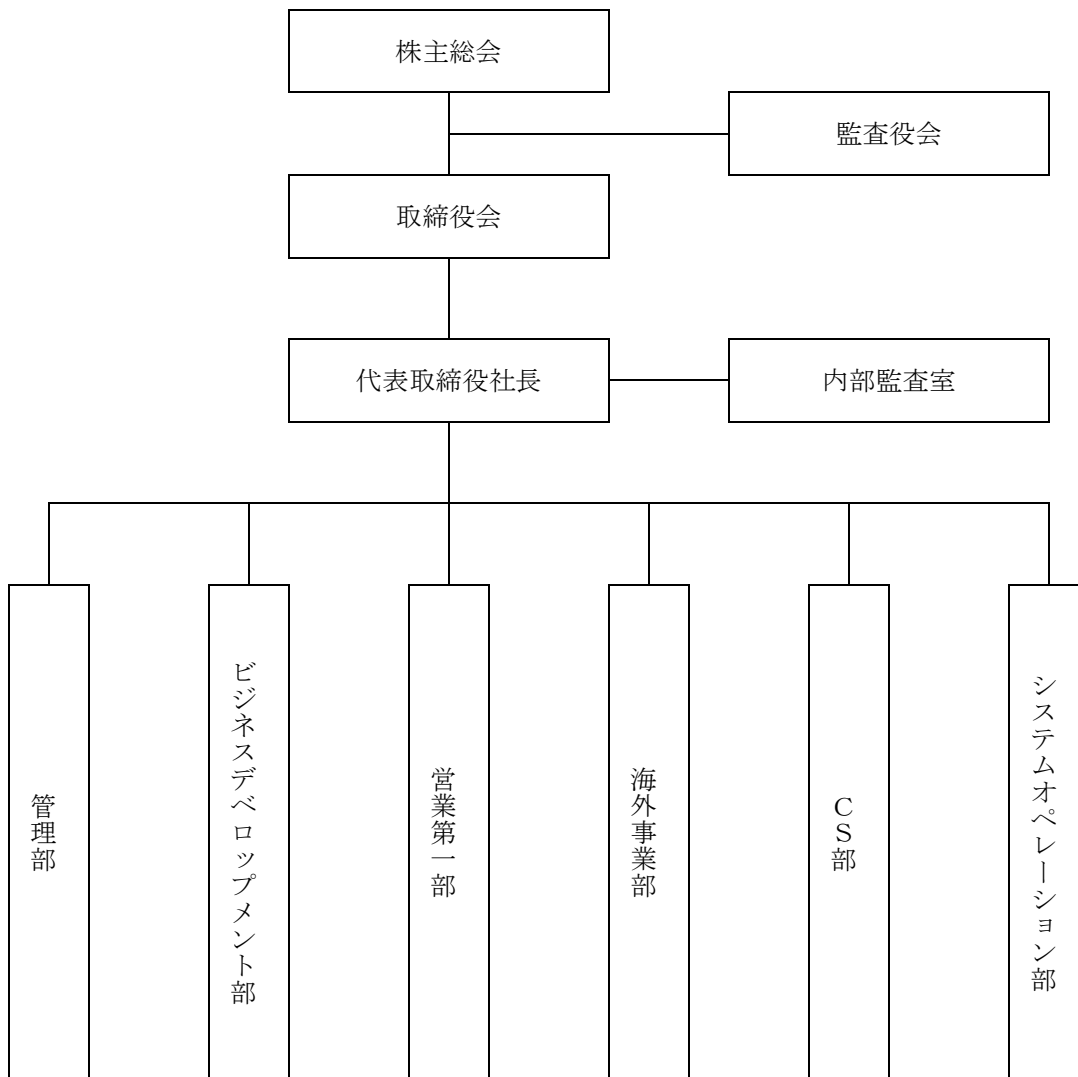 株主総会
監査役会
取締役会
代表取締役社長
内部監査室
管理部
ビジネスデベロップメント部
営業第一部
海外事業部
ＣＳ部
システムオペレーション部